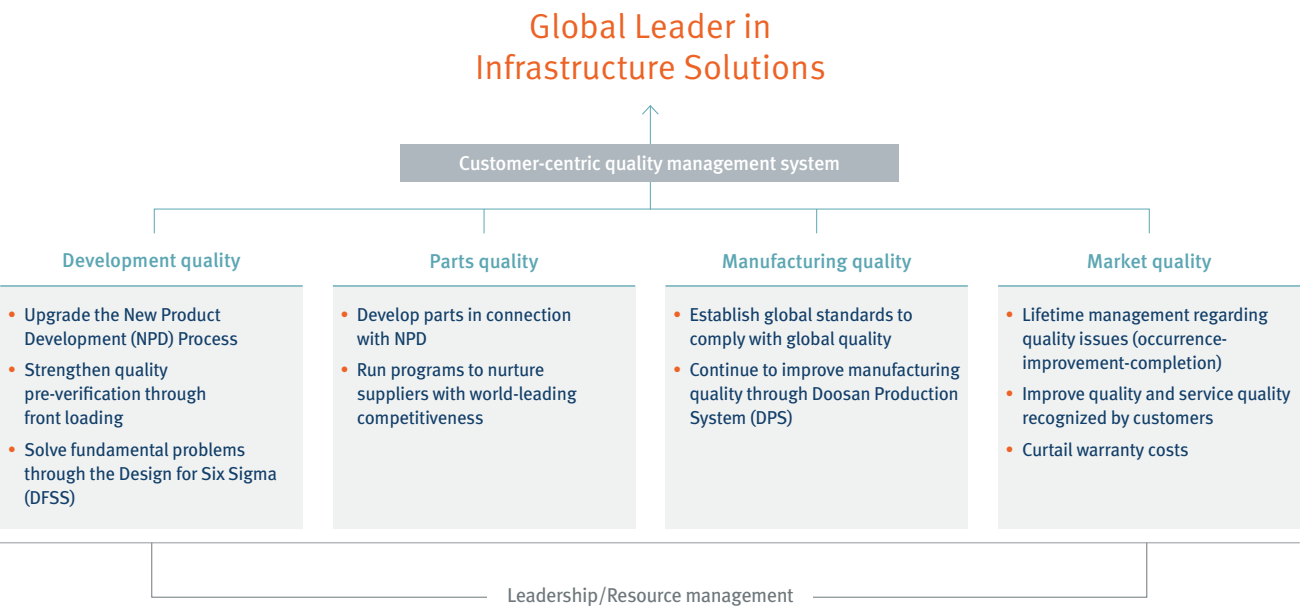 Global Leader in
Infrastructure Solutions
Customer-centric quality management system
Development quality
• Upgrade the New Product
Development (NPD) Process
• Strengthen quality
pre-verification through
front loading
• Solve fundamental problems
through the Design for Six Sigma
(DFSS)
Parts quality
• Develop parts in connection
with NPD
• Run programs to nurture
suppliers with world-leading
competitiveness
Manufacturing quality
• Establish global standards to
comply with global quality
• Continue to improve manufacturing
quality through Doosan Production
System (DPS)
Market quality
• Lifetime management regarding
quality issues (occurrence-
improvement-completion)
• Improve quality and service quality
recognized by customers
• Curtail warranty costs
Leadership/Resource management